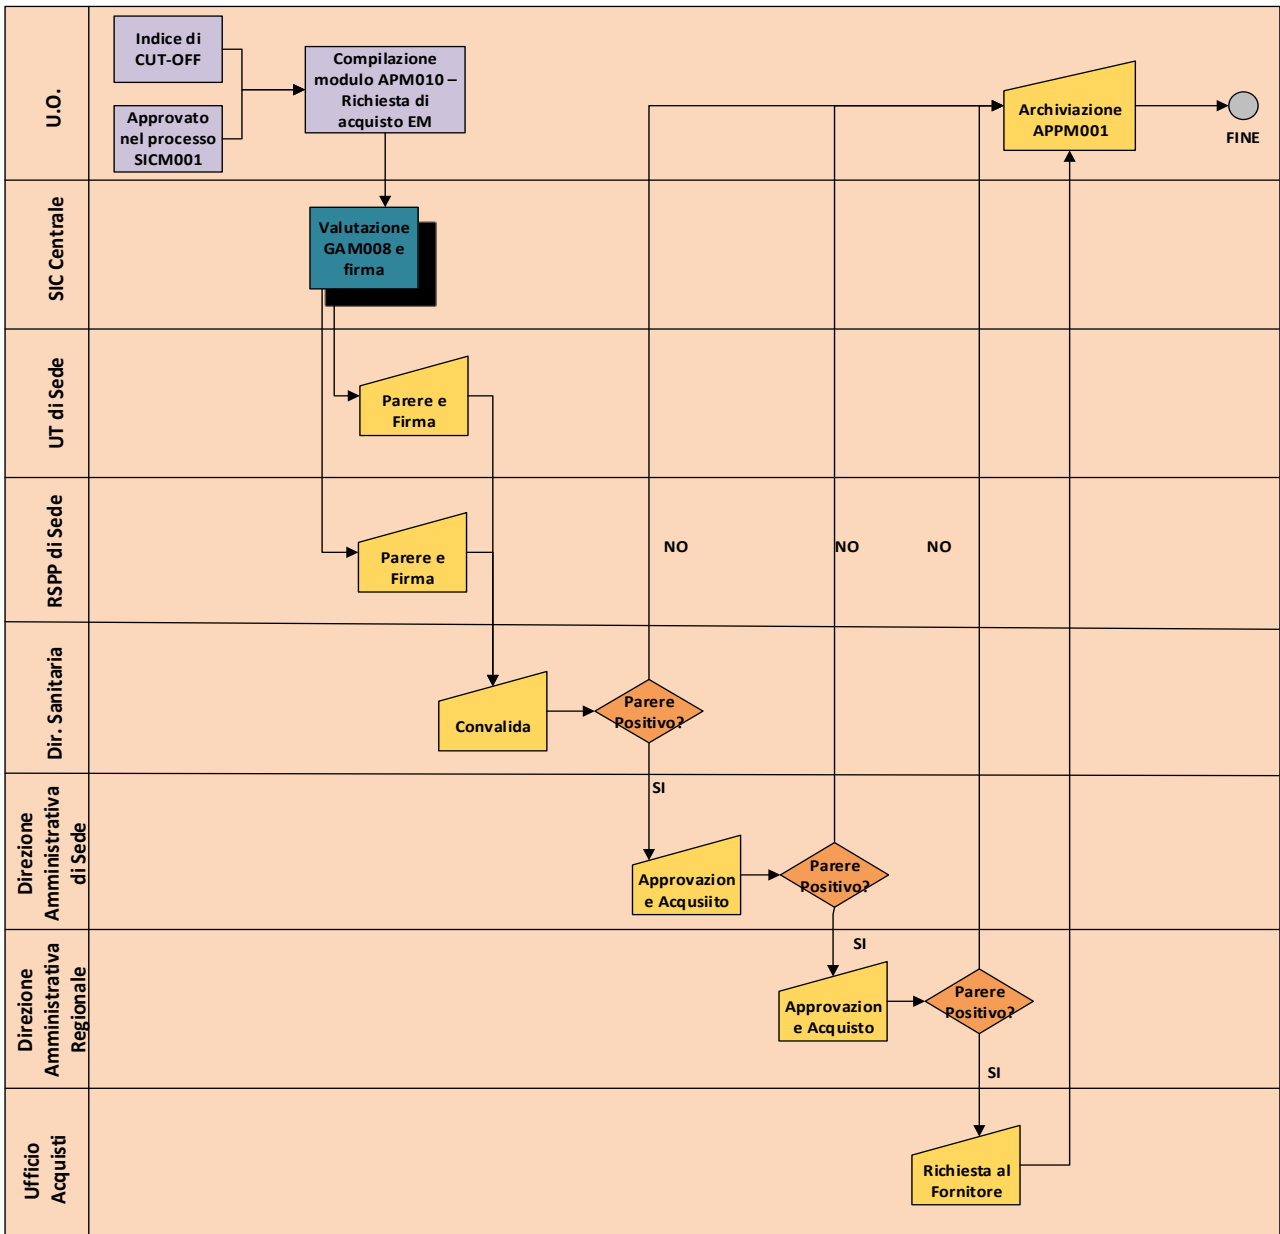 U.O.
Indice di
CUT-OFF
Approvato
nel processo
SICM001
Compilazione
modulo APM010 –
Richiesta di
acquisto EM
Archiviazione
APPM001
FINE
SIC Centrale
Valutazione
GAM008 e
firma
UT di Sede
Parere e
Firma
RSPP di Sede
Parere e
Firma
NO
NO
NO
Dir. Sanitaria
Convalida
Parere
Positivo?
SI
Direzione
Amministrativa
di Sede
Approvazion
e Acqusiito
Parere
Positivo?
SI
Direzione
Amministrativa
Regionale
Approvazion
e Acquisto
Parere
Positivo?
SI
Ufficio
Acquisti
Richiesta al
Fornitore